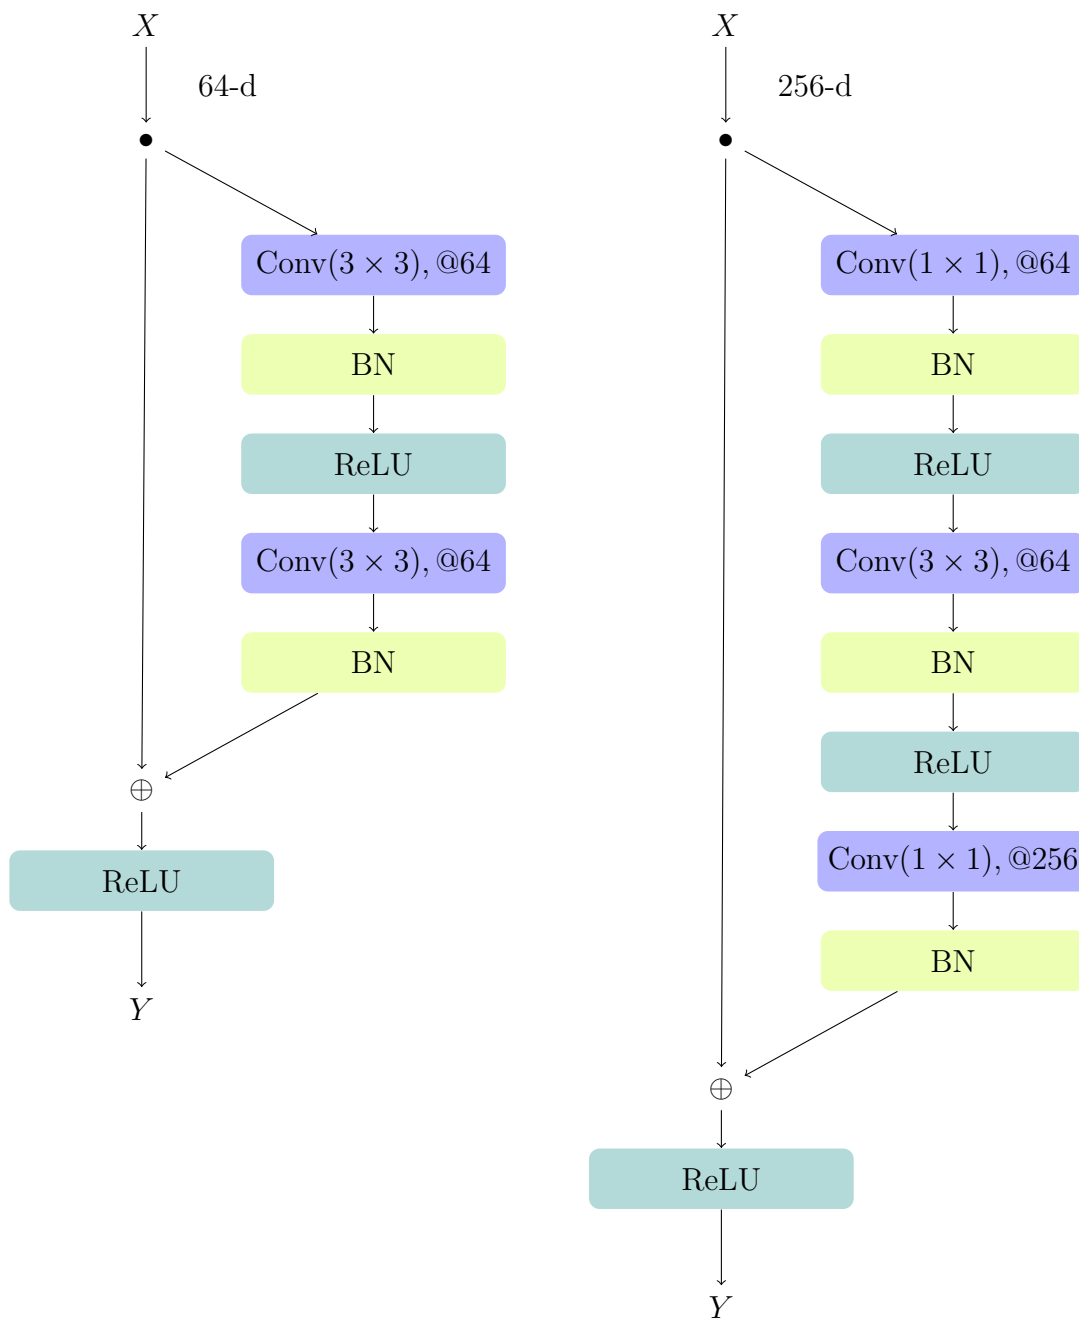 X
64-d
Conv(3 × 3), @64
BN
ReLU
Conv(3 × 3), @64
BN
⊕
ReLU
Y
X
256-d
Conv(1 × 1), @64
BN
ReLU
Conv(3 × 3), @64
BN
ReLU
Conv(1 × 1), @256
BN
⊕
ReLU
Y